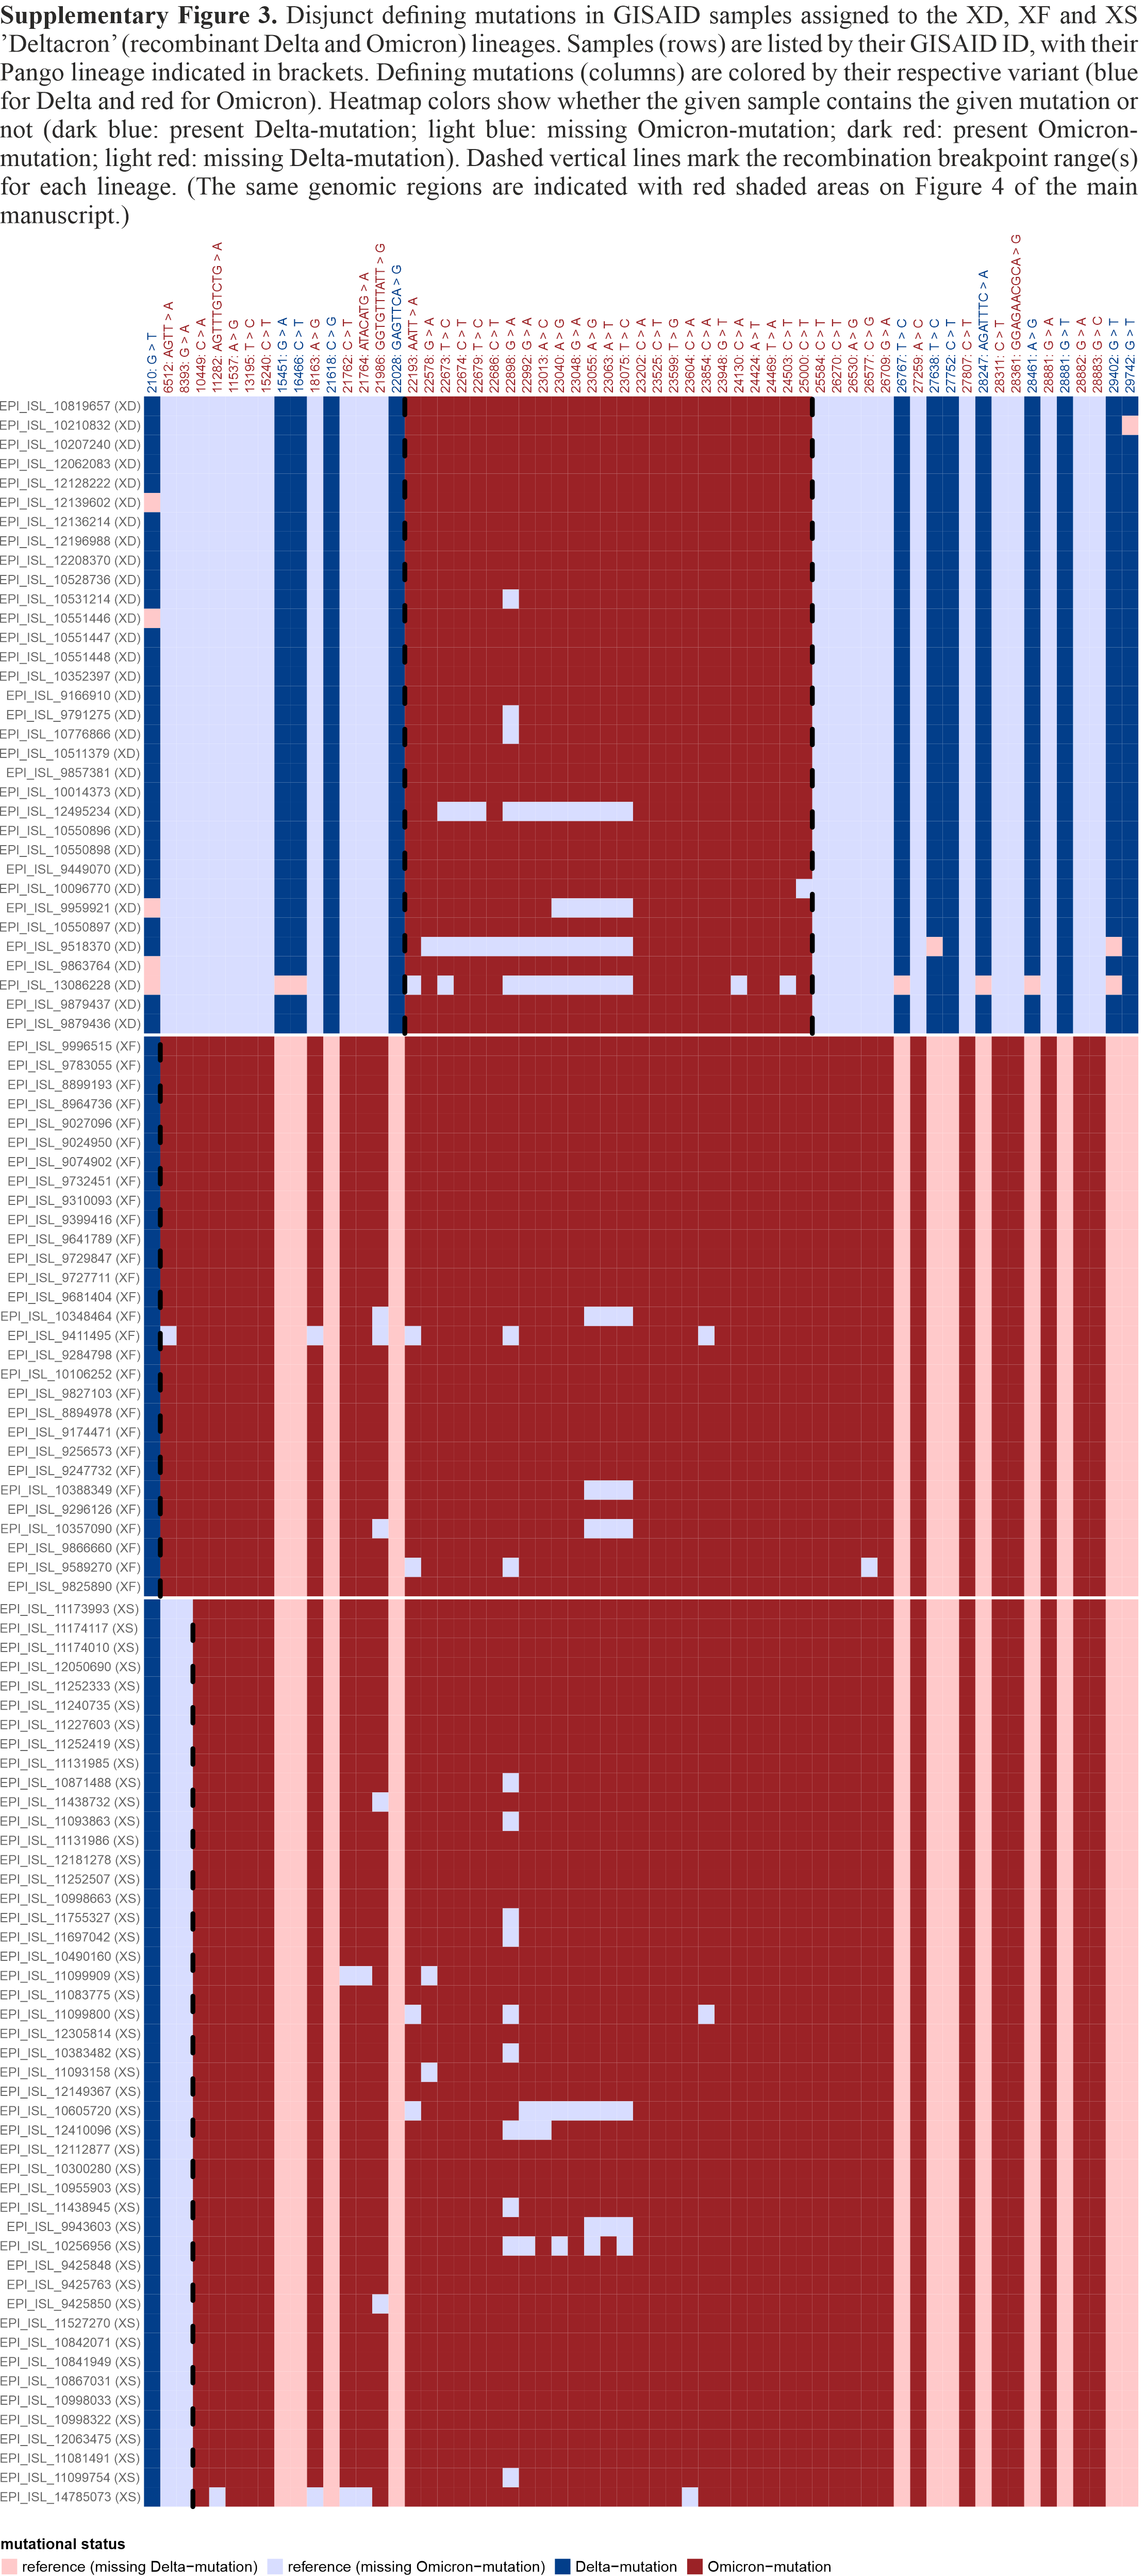 Supplementary Figure 3. Disjunct defining mutations in GISAID samples assigned to the XD, XF and XS
’Deltacron’ (recombinant Delta and Omicron) lineages. Samples (rows) are listed by their GISAID ID, with their
Pango lineage indicated in brackets. Defining mutations (columns) are colored by their respective variant (blue
for Delta and red for Omicron). Heatmap colors show whether the given sample contains the given mutation or
not (dark blue: present Delta-mutation; light blue: missing Omicron-mutation; dark red: present Omicron-
mutation; light red: missing Delta-mutation). Dashed vertical lines mark the recombination breakpoint range(s)
for each lineage. (The same genomic regions are indicated with red shaded areas on Figure 4 of the main
manuscript.)
210: G > T
6512: AGTT > A
8393: G > A
10449: C > A
11282: AGTTTGTCTG > A
11537: A > G
13195: T > C
15240: C > T
15451: G > A
16466: C > T
18163: A > G
21618: C > G
21762: C > T
21764: ATACATG > A
21986: GGTGTTTATT > G
22028: GAGTTCA > G
22193: AATT > A
22578: G > A
22673: T > C
22674: C > T
22679: T > C
22686: C > T
22898: G > A
22992: G > A
23013: A > C
23040: A > G
23048: G > A
23055: A > G
23063: A > T
23075: T > C
23202: C > A
23525: C > T
23599: T > G
23604: C > A
23854: C > A
23948: G > T
24130: C > A
24424: A > T
24469: T > A
24503: C > T
25000: C > T
25584: C > T
26270: C > T
26530: A > G
26577: C > G
26709: G > A
26767: T > C
27259: A > C
27638: T > C
27752: C > T
27807: C > T
28247: AGATTTC > A
28311: C > T
28361: GGAGAACGCA > G
28461: A > G
28881: G > A
28881: G > T
28882: G > A
28883: G > C
29402: G > T
29742: G > T
EPI_ISL_10819657 (XD)
EPI_ISL_10210832 (XD)
EPI_ISL_10207240 (XD)
EPI_ISL_12062083 (XD)
EPI_ISL_12128222 (XD)
EPI_ISL_12139602 (XD)
EPI_ISL_12136214 (XD)
EPI_ISL_12196988 (XD)
EPI_ISL_12208370 (XD)
EPI_ISL_10528736 (XD)
EPI_ISL_10531214 (XD)
EPI_ISL_10551446 (XD)
EPI_ISL_10551447 (XD)
EPI_ISL_10551448 (XD)
EPI_ISL_10352397 (XD)
EPI_ISL_9166910 (XD)
EPI_ISL_9791275 (XD)
EPI_ISL_10776866 (XD)
EPI_ISL_10511379 (XD)
EPI_ISL_9857381 (XD)
EPI_ISL_10014373 (XD)
EPI_ISL_12495234 (XD)
EPI_ISL_10550896 (XD)
EPI_ISL_10550898 (XD)
EPI_ISL_9449070 (XD)
EPI_ISL_10096770 (XD)
EPI_ISL_9959921 (XD)
EPI_ISL_10550897 (XD)
EPI_ISL_9518370 (XD)
EPI_ISL_9863764 (XD)
EPI_ISL_13086228 (XD)
EPI_ISL_9879437 (XD)
EPI_ISL_9879436 (XD)
EPI_ISL_9996515 (XF)
EPI_ISL_9783055 (XF)
EPI_ISL_8899193 (XF)
EPI_ISL_8964736 (XF)
EPI_ISL_9027096 (XF)
EPI_ISL_9024950 (XF)
EPI_ISL_9074902 (XF)
EPI_ISL_9732451 (XF)
EPI_ISL_9310093 (XF)
EPI_ISL_9399416 (XF)
EPI_ISL_9641789 (XF)
EPI_ISL_9729847 (XF)
EPI_ISL_9727711 (XF)
EPI_ISL_9681404 (XF)
EPI_ISL_10348464 (XF)
EPI_ISL_9411495 (XF)
EPI_ISL_9284798 (XF)
EPI_ISL_10106252 (XF)
EPI_ISL_9827103 (XF)
EPI_ISL_8894978 (XF)
EPI_ISL_9174471 (XF)
EPI_ISL_9256573 (XF)
EPI_ISL_9247732 (XF)
EPI_ISL_10388349 (XF)
EPI_ISL_9296126 (XF)
EPI_ISL_10357090 (XF)
EPI_ISL_9866660 (XF)
EPI_ISL_9589270 (XF)
EPI_ISL_9825890 (XF)
EPI_ISL_11173993 (XS)
EPI_ISL_11174117 (XS)
EPI_ISL_11174010 (XS)
EPI_ISL_12050690 (XS)
EPI_ISL_11252333 (XS)
EPI_ISL_11240735 (XS)
EPI_ISL_11227603 (XS)
EPI_ISL_11252419 (XS)
EPI_ISL_11131985 (XS)
EPI_ISL_10871488 (XS)
EPI_ISL_11438732 (XS)
EPI_ISL_11093863 (XS)
EPI_ISL_11131986 (XS)
EPI_ISL_12181278 (XS)
EPI_ISL_11252507 (XS)
EPI_ISL_10998663 (XS)
EPI_ISL_11755327 (XS)
EPI_ISL_11697042 (XS)
EPI_ISL_10490160 (XS)
EPI_ISL_11099909 (XS)
EPI_ISL_11083775 (XS)
EPI_ISL_11099800 (XS)
EPI_ISL_12305814 (XS)
EPI_ISL_10383482 (XS)
EPI_ISL_11093158 (XS)
EPI_ISL_12149367 (XS)
EPI_ISL_10605720 (XS)
EPI_ISL_12410096 (XS)
EPI_ISL_12112877 (XS)
EPI_ISL_10300280 (XS)
EPI_ISL_10955903 (XS)
EPI_ISL_11438945 (XS)
EPI_ISL_9943603 (XS)
EPI_ISL_10256956 (XS)
EPI_ISL_9425848 (XS)
EPI_ISL_9425763 (XS)
EPI_ISL_9425850 (XS)
EPI_ISL_11527270 (XS)
EPI_ISL_10842071 (XS)
EPI_ISL_10841949 (XS)
EPI_ISL_10867031 (XS)
EPI_ISL_10998033 (XS)
EPI_ISL_10998322 (XS)
EPI_ISL_12063475 (XS)
EPI_ISL_11081491 (XS)
EPI_ISL_11099754 (XS)
EPI_ISL_14785073 (XS)
mutational status
reference (missing Delta−mutation) reference (missing Omicron−mutation) Delta−mutation Omicron−mutation